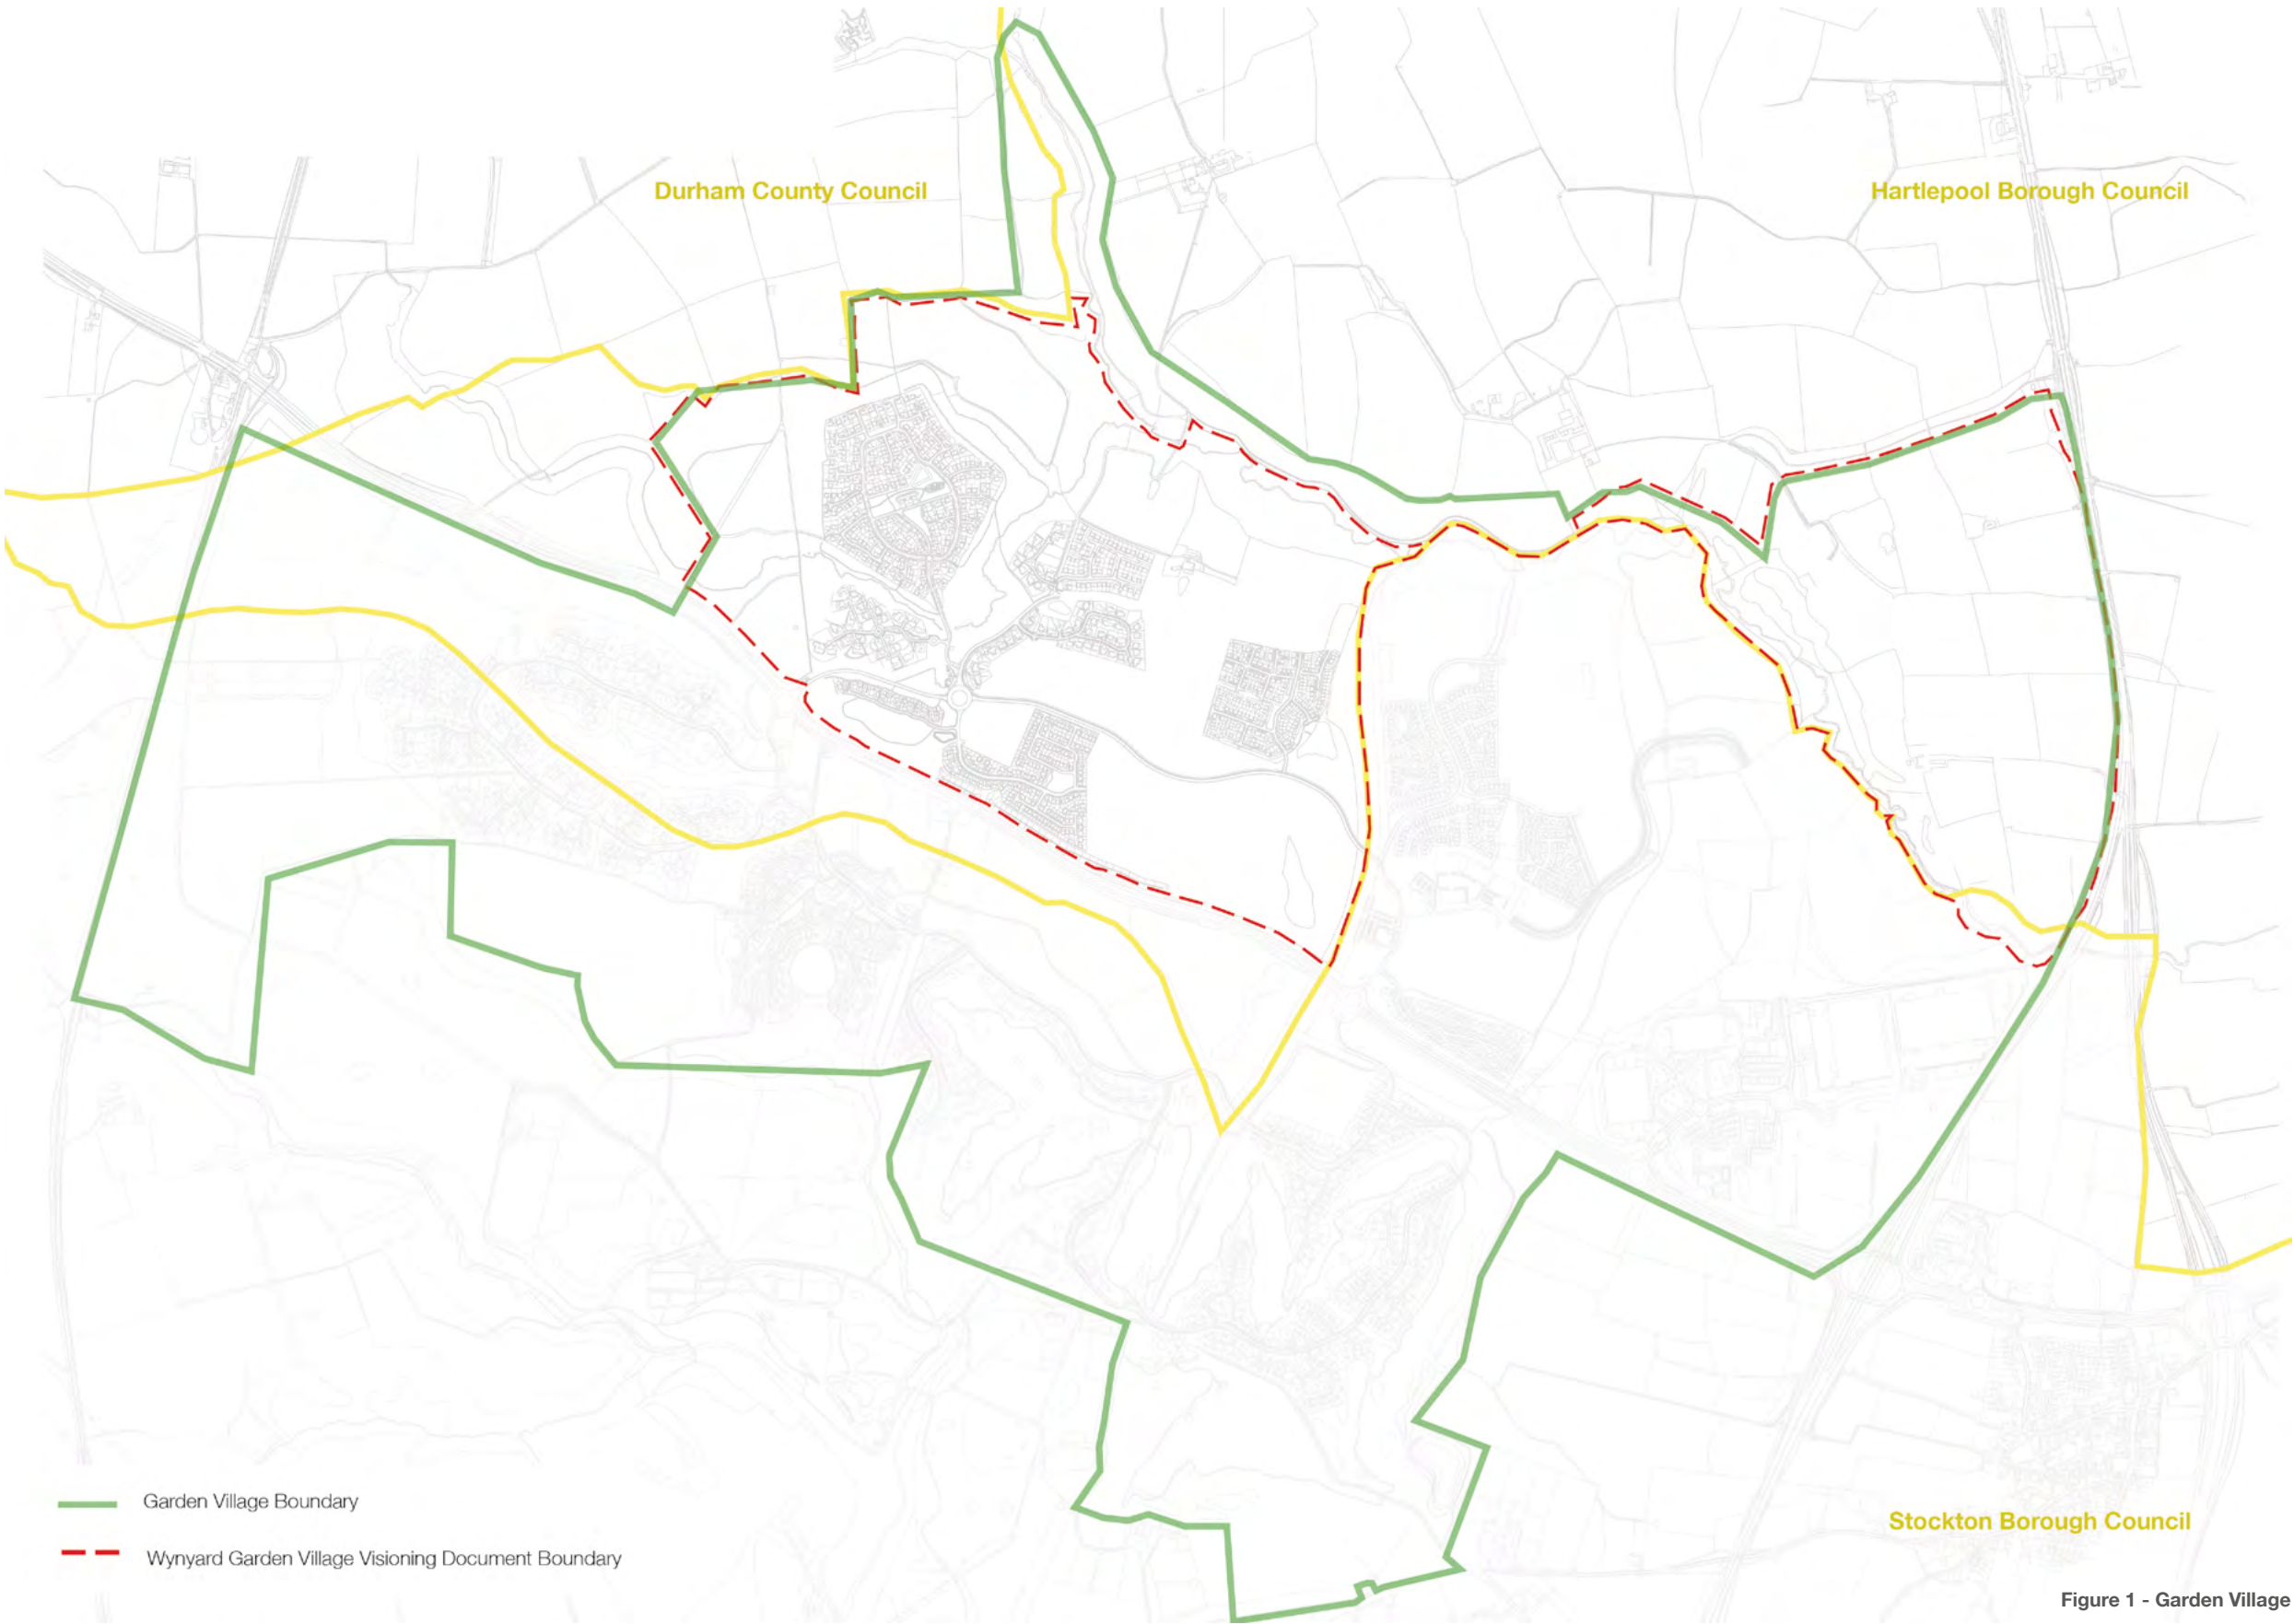 Durham County Council
Hartlepool Borough Council
Garden Village Boundary
Wynyard Garden Village Visioning Document Boundary
Stockton Borough Council
Figure 1 - Garden Village